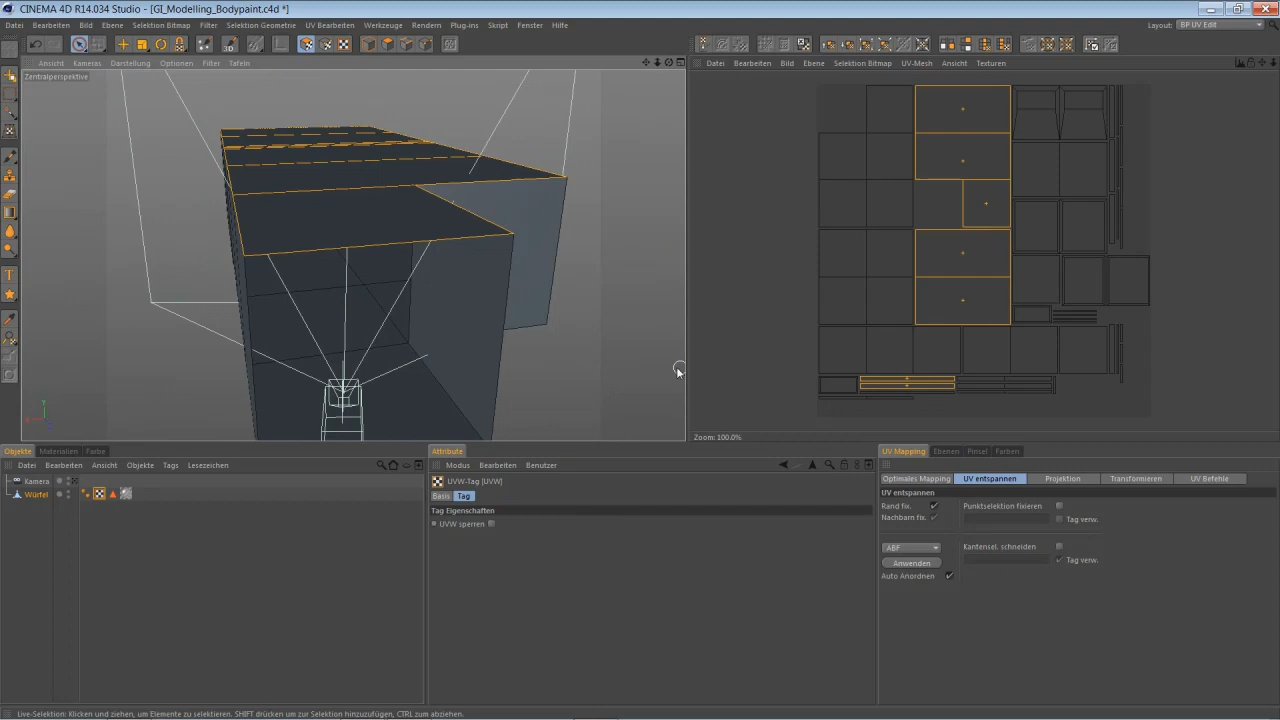 CINEMA 4D R14.034 Studio - [GI_Modelling_Bodypaint.c4d *]
Datei Bearbeiten Bild Ebene Selektion Bitmap Filter Selektion Geometrie UV Bearbeiten Werkzeuge Rendern Plug-ins Skript Fenster Hilfe Layout: BP UV Edit
Ansicht Kameras Darstellung Optionen Filter Tafeln
Datei Bearbeiten Bild Ebene Selektion Bitmap UV-Mesh Ansicht Texturen
Zentralperspektive
Zoom: 100.0%
Objekte Materialien Farbe
Datei Bearbeiten Ansicht Objekte Tags Lesezeichen
Kamera
Würfel
Attribute
Modus Bearbeiten Benutzer
UVW-Tag [UVW]
Basis Tag
Tag Eigenschaften
UVW sperren
UV Mapping Ebenen Pinsel Farben
Optimales Mapping UV entspannen Projektion Transformieren UV Befehle
UV entspannen
Rand fix. Punktselektion fixieren
Nachbarn fix. Tag verw.
ABF Kantensel. schneiden
Anwenden Tag verw.
Auto Anordnen
Live-Selektion: Klicken und ziehen, um Elemente zu selektieren. SHIFT drücken um zur Selektion hinzuzufügen, CTRL zum abziehen.